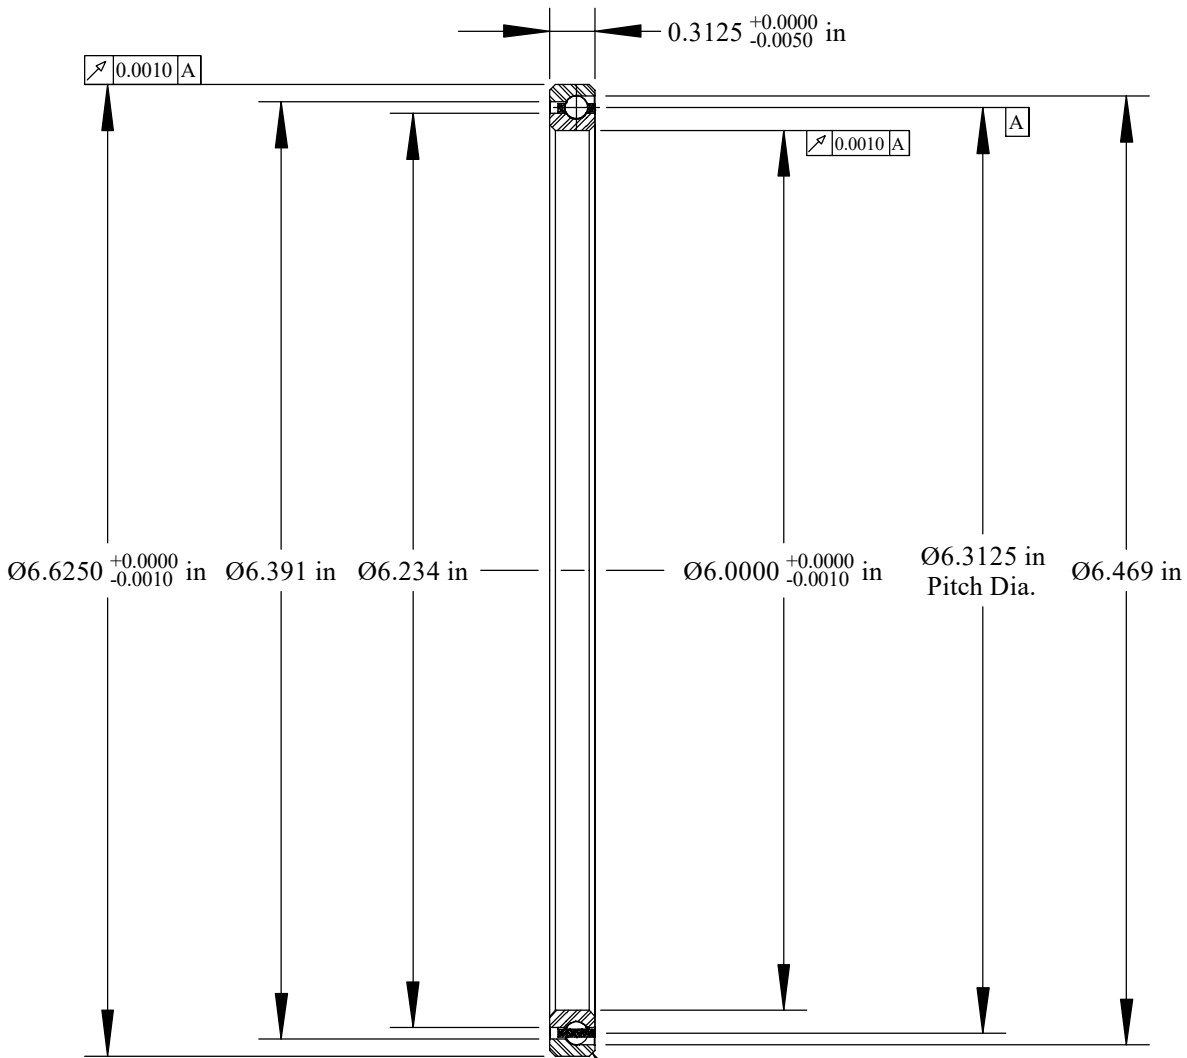 0.3125 +0.0000 -0.0050 in
0.0010 A
A
0.0010 A
Ø6.6250 +0.0000 -0.0010 in
Ø6.391 in
Ø6.234 in
Ø6.0000 +0.0000 -0.0010 in
Ø6.3125 in
Pitch Dia.
Ø6.469 in